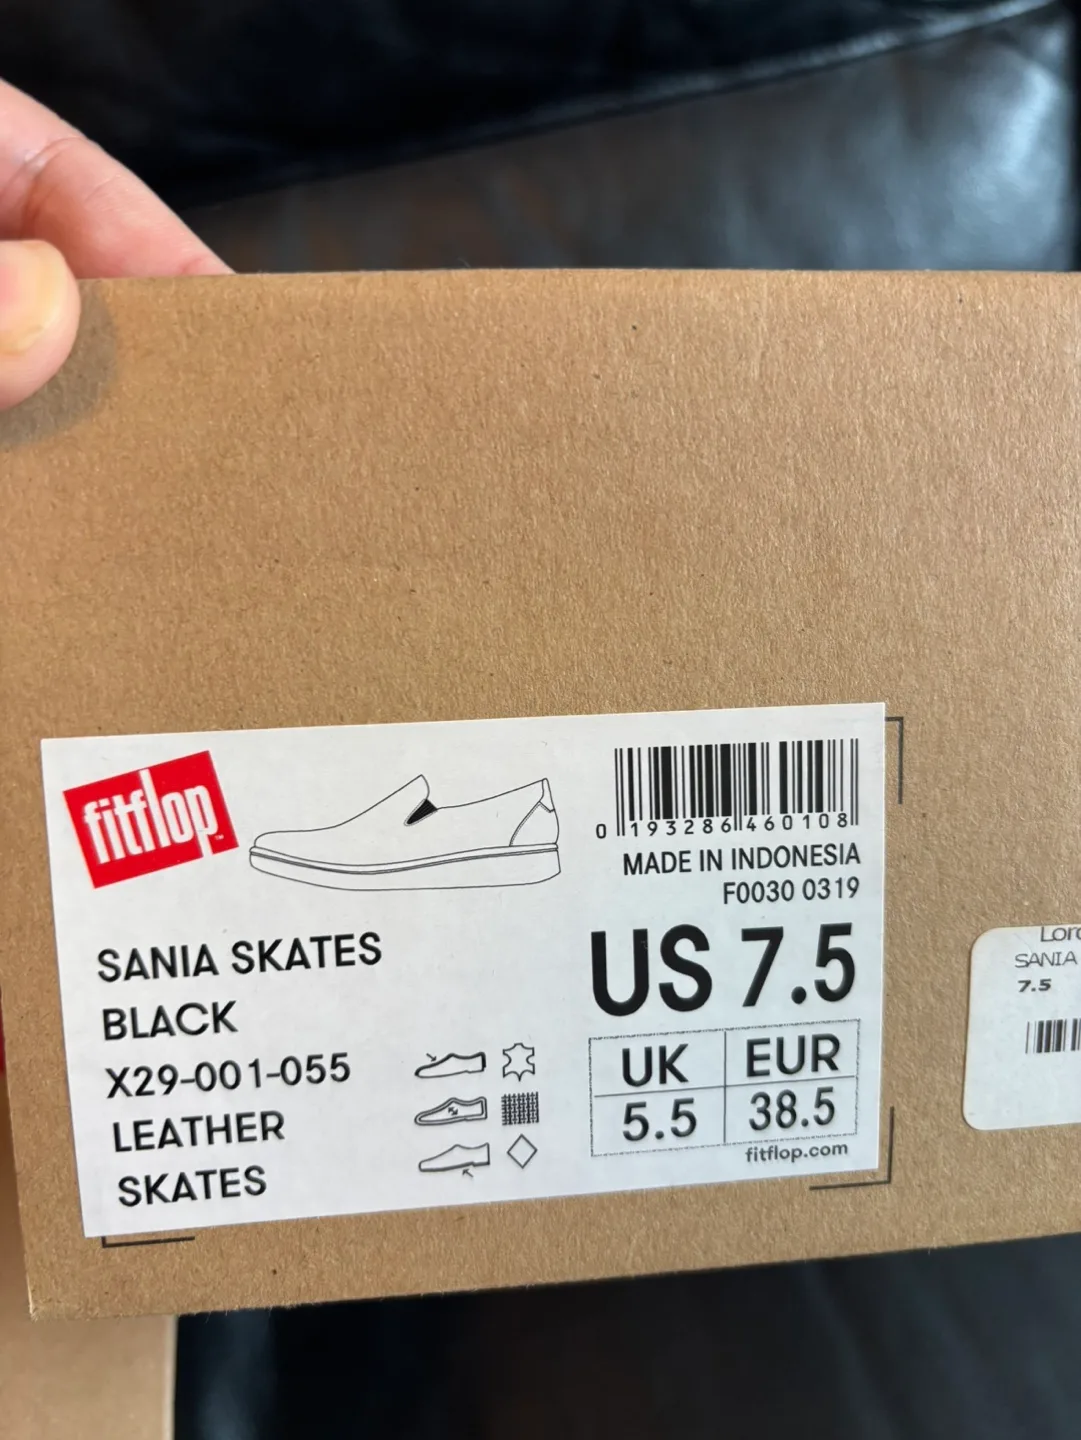 fitflop™
0 193286 460108
MADE IN INDONESIA
F0030 0319
SANIA SKATES
BLACK
X29-001-055
LEATHER
SKATES
US 7.5
UK EUR
5.5 38.5
fitflop.com
SANIA
7.5